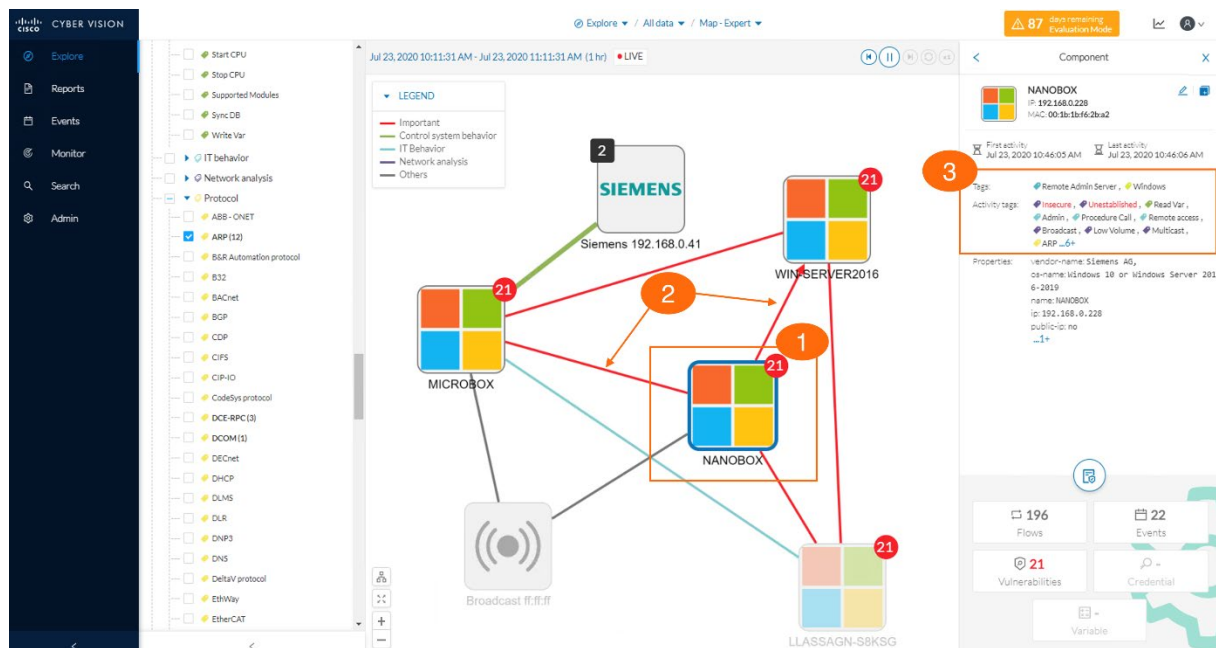 cisco CYBER VISION
Explore / All data / Map - Expert
87 days remaining
Evaluation Mode
Explore
Reports
Events
Monitor
Search
Admin
Start CPU
Stop CPU
Supported Modules
Sync DB
Write Var
IT behavior
Network analysis
Protocol
ABB - ONET
ARP (12)
B&R Automation protocol
B32
BACnet
BGP
CDP
CIFS
CIP-IO
CodeSys protocol
DCE-RPC (3)
DCOM (1)
DECnet
DHCP
DLMS
DLR
DNP3
DNS
DeltaV protocol
EthWay
EtherCAT
Jul 23, 2020 10:11:31 AM - Jul 23, 2020 11:11:31 AM (1 hr) LIVE
LEGEND
Important
Control system behavior
IT Behavior
Network analysis
Others
2
SIEMENS
Siemens 192.168.0.41
21
WIN-SERVER2016
21
MICROBOX
2
1
21
NANOBOX
Broadcast ff:ff:ff
21
LLASSAGN-S8KSG
Component
X
NANOBOX
IP: 192.168.0.228
MAC: 00:1b:1b:f6:2b:a2
First activity
Jul 23, 2020 10:46:05 AM
Last activity
Jul 23, 2020 10:46:06 AM
3
Tags: Remote Admin Server , Windows
Activity tags: Insecure , Unestablished , Read Var ,
Admin , Procedure Call , Remote access ,
Broadcast , Low Volume , Multicast ,
ARP ...6+
Properties: vendor-name: Siemens AG,
os-name: Windows 10 or Windows Server 201
6-2019
name: NANOBOX
ip: 192.168.0.228
public-ip: no
...1+
196
Flows
22
Events
21
Vulnerabilities
-
Credential
-
Variable